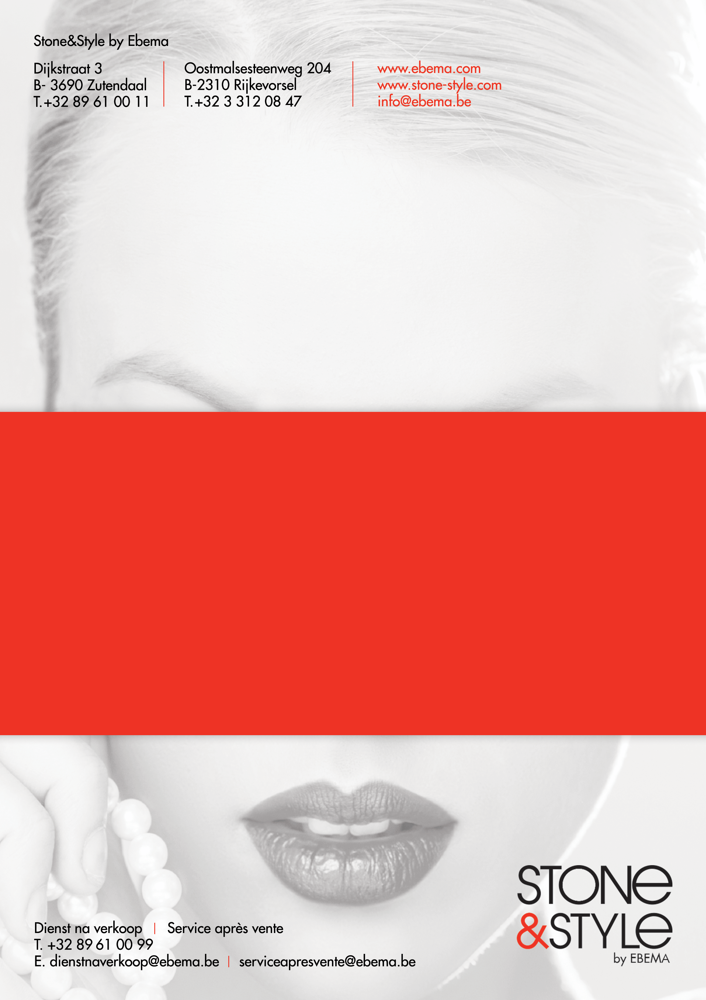 Stone&Style by Ebema
Dijkstraat 3
B- 3690 Zutendaal
T.+32 89 61 00 11
Oostmalsesteenweg 204
B-2310 Rijkevorsel
T.+32 3 312 08 47
www.ebema.com
www.stone-style.com
info@ebema.be
Dienst na verkoop | Service après vente
T. +32 89 61 00 99
E. dienstnaverkoop@ebema.be | serviceapresvente@ebema.be
STONe
&STYLe
by EBEMA